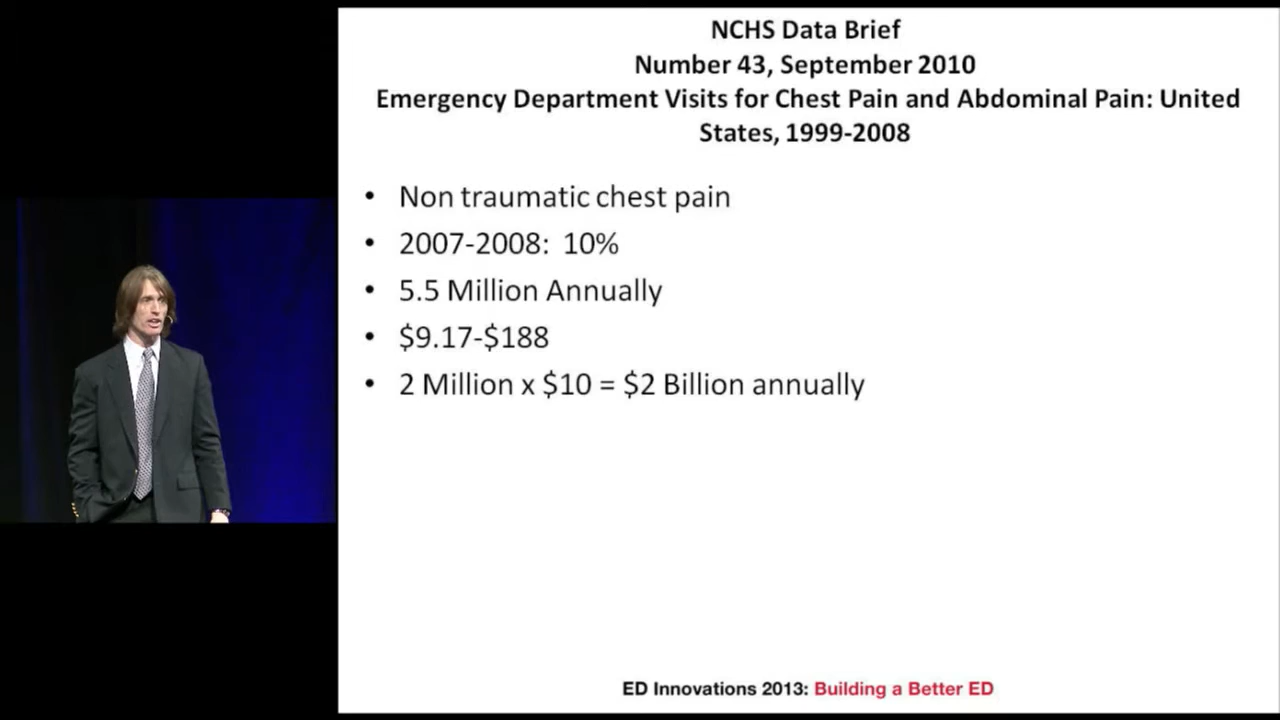 NCHS Data Brief
Number 43, September 2010
Emergency Department Visits for Chest Pain and Abdominal Pain: United
States, 1999-2008
• Non traumatic chest pain
• 2007-2008: 10%
• 5.5 Million Annually
• $9.17-$188
• 2 Million x $10 = $2 Billion annually
ED Innovations 2013: Building a Better ED